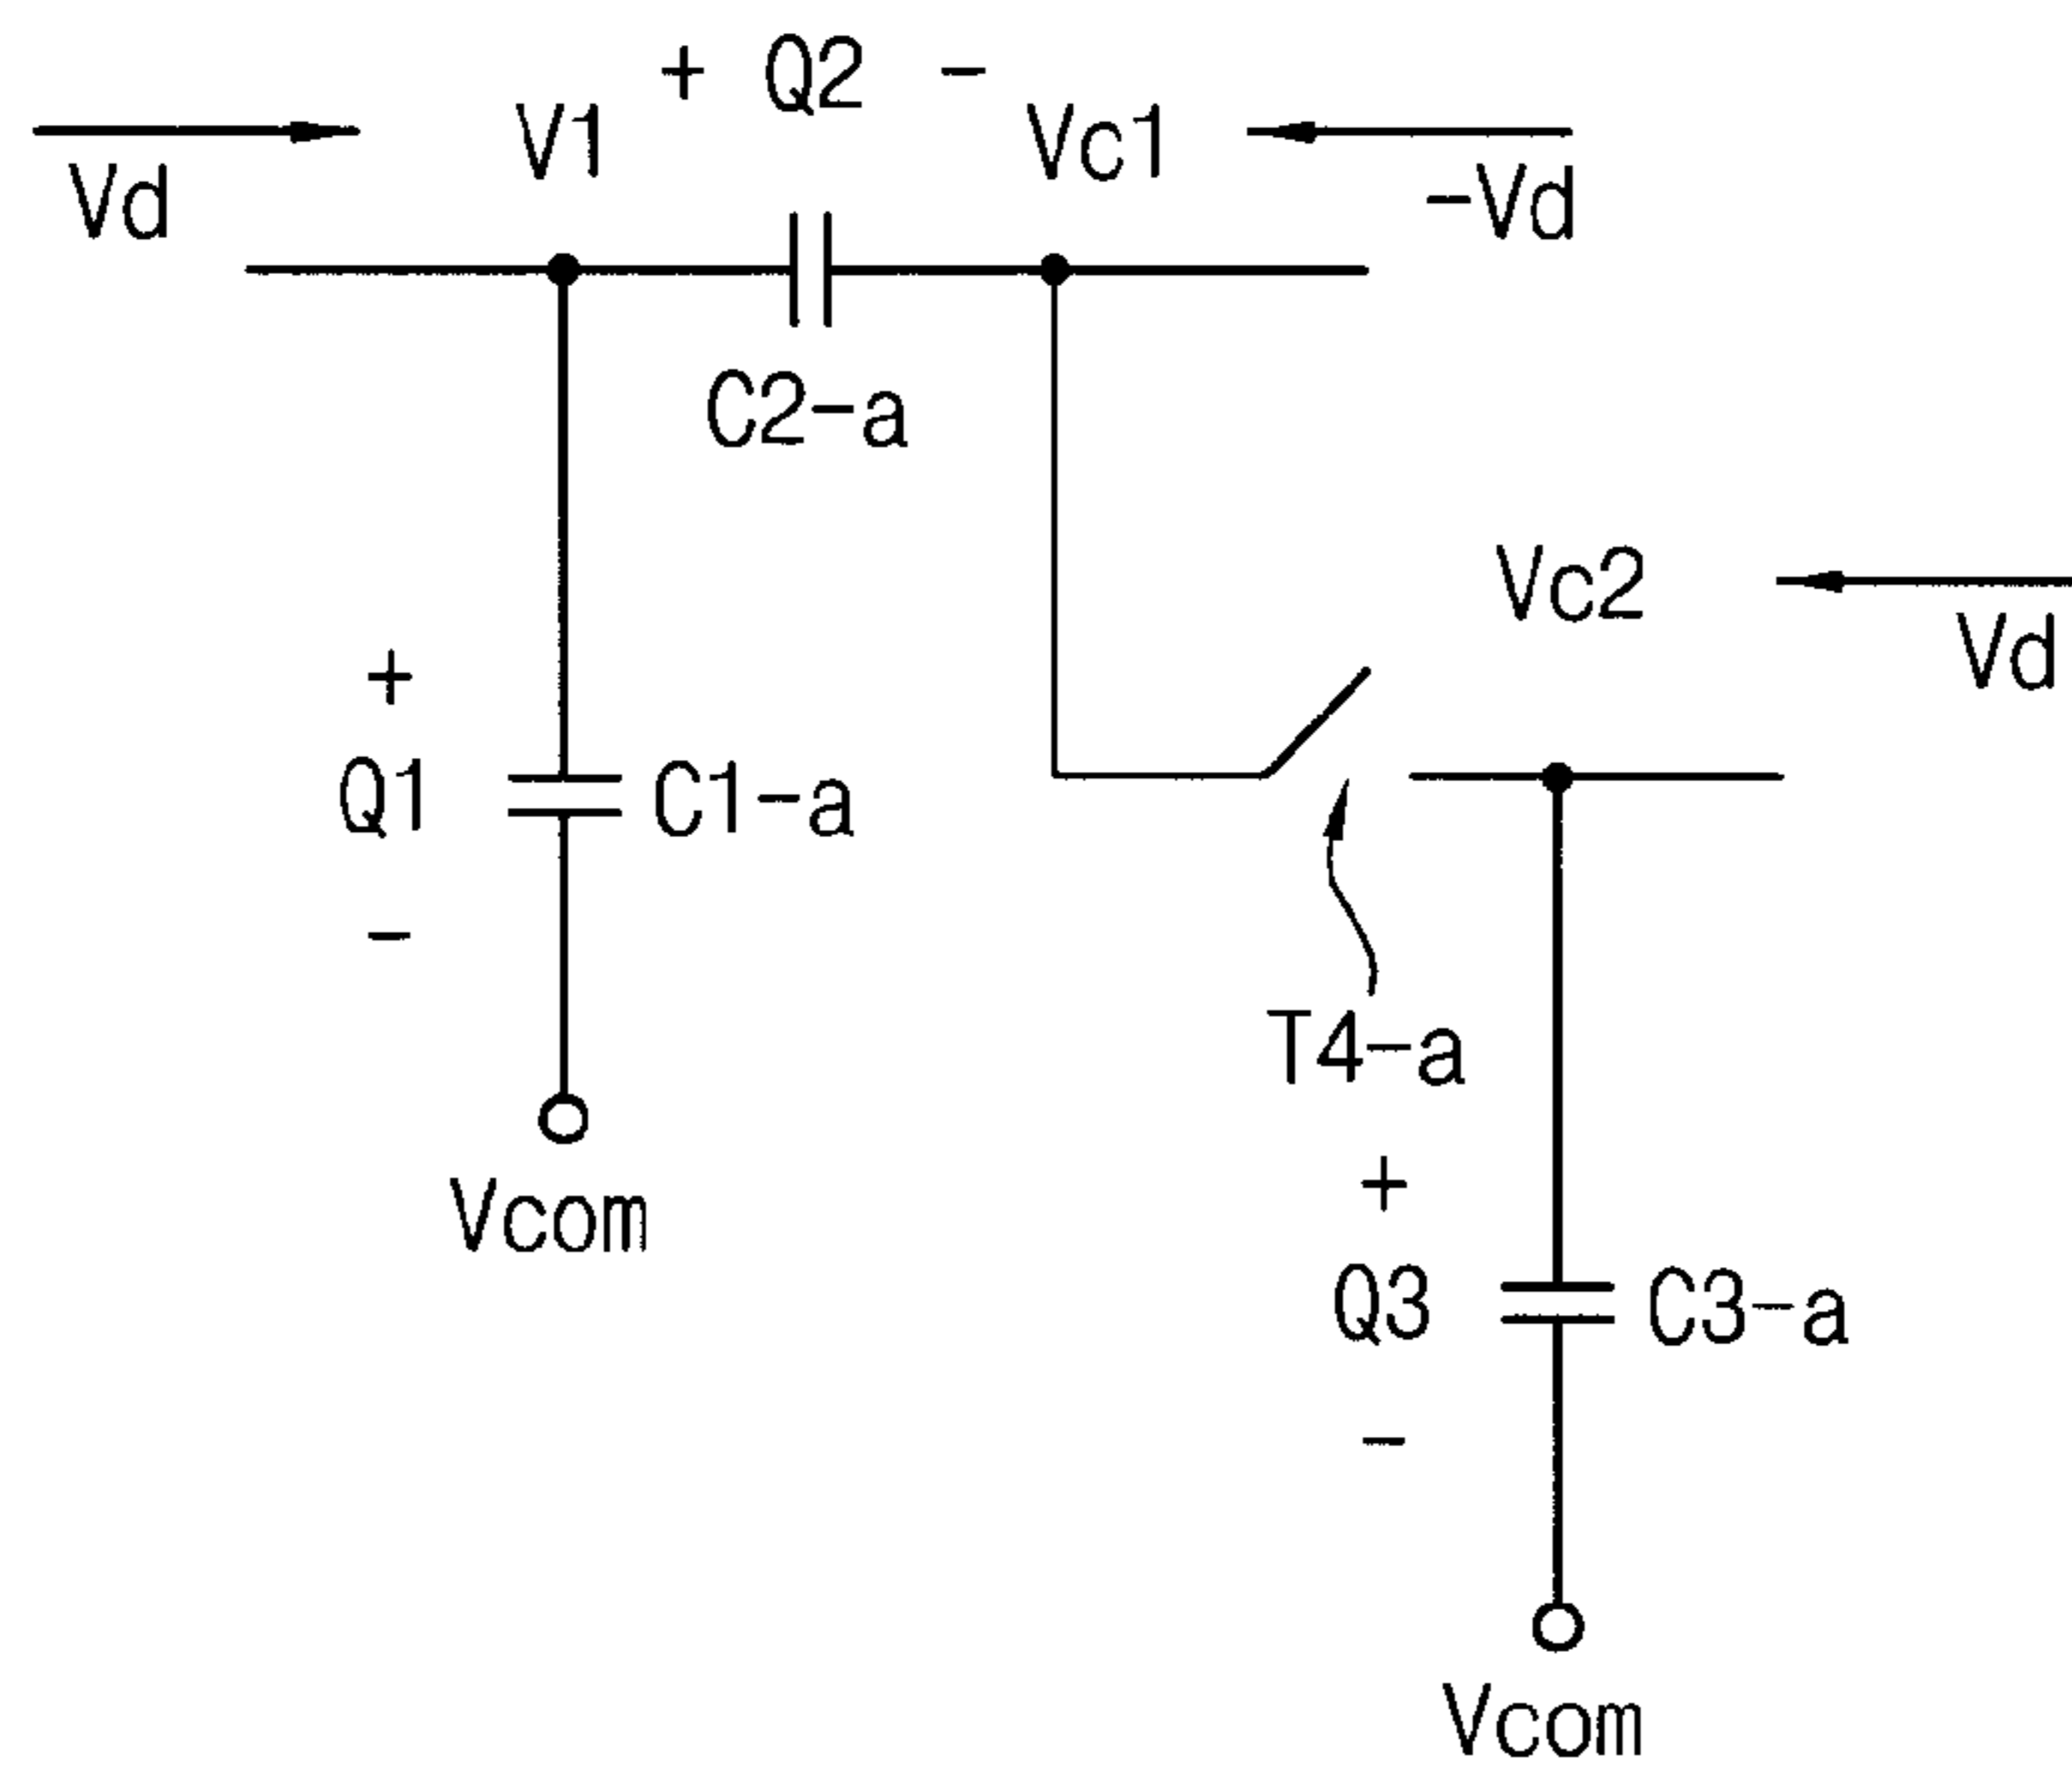 + Q2 -
V1
Vc1
Vd
-Vd
C2-a
Vc2
Vd
+
Q1
C1-a
-
T4-a
Vcom
+
Q3
C3-a
-
Vcom